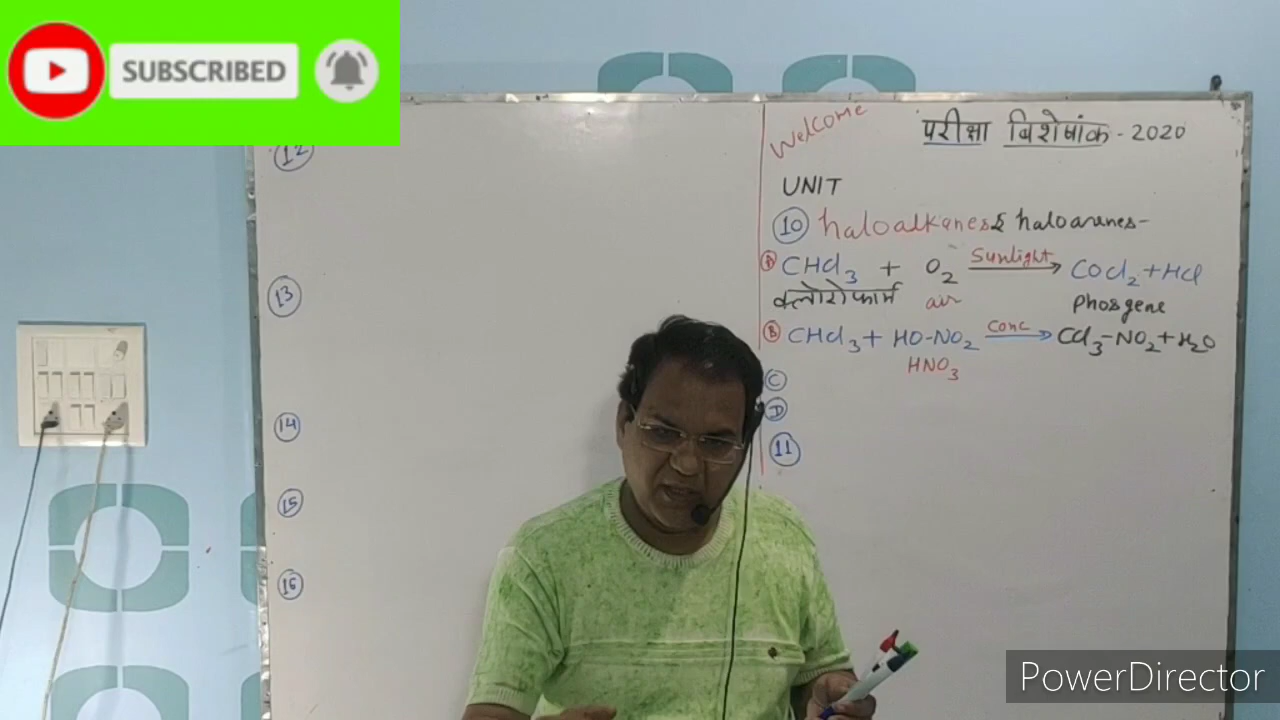 SUBSCRIBED
12
13
14
15
16
Welcome
परीक्षा विशेषांक - 2020
UNIT
10 haloalkanes & haloarenes-
A CHCl3 + O2 Sunlight → COCl2 + HCl
क्लोरोफार्म air phosgene
B CHCl3 + HO-NO2 Conc → CCl3-NO2 + H2O
HNO3
C
D
11
PowerDirector